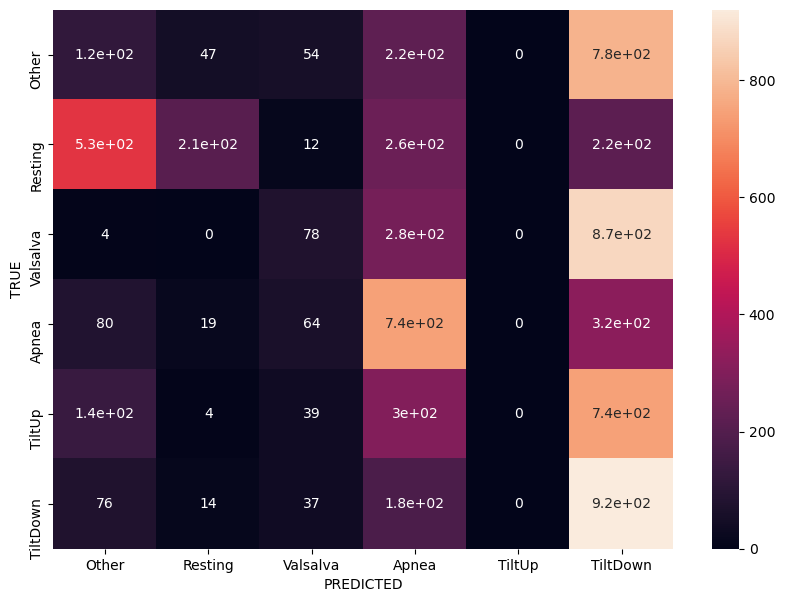 Other 1.2e+02 47 54 2.2e+02 0 7.8e+02
Resting 5.3e+02 2.1e+02 12 2.6e+02 0 2.2e+02
Valsalva 4 0 78 2.8e+02 0 8.7e+02
Apnea 80 19 64 7.4e+02 0 3.2e+02
TiltUp 1.4e+02 4 39 3e+02 0 7.4e+02
TiltDown 76 14 37 1.8e+02 0 9.2e+02
TRUE
Other Resting Valsalva Apnea TiltUp TiltDown
PREDICTED
800
600
400
200
0